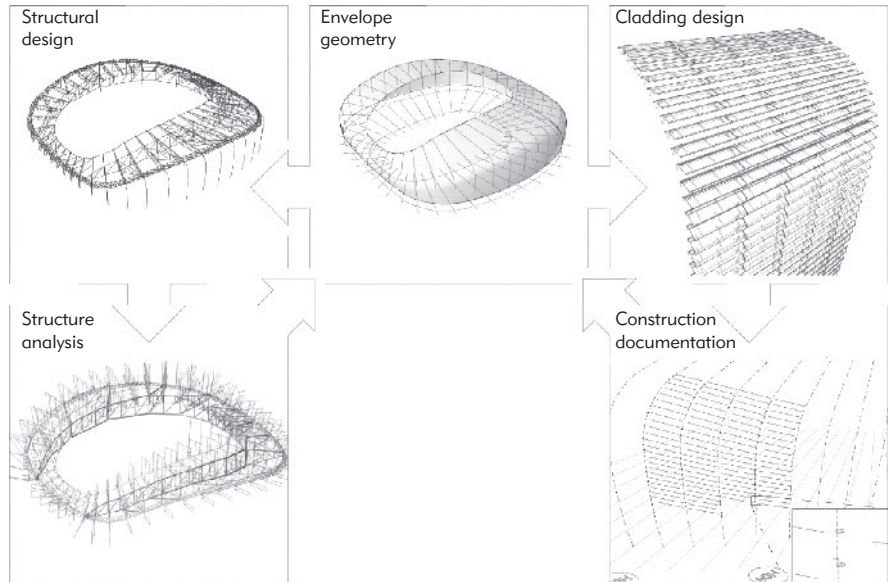 Structural
design
Envelope
geometry
Cladding design
Structure
analysis
Construction
documentation